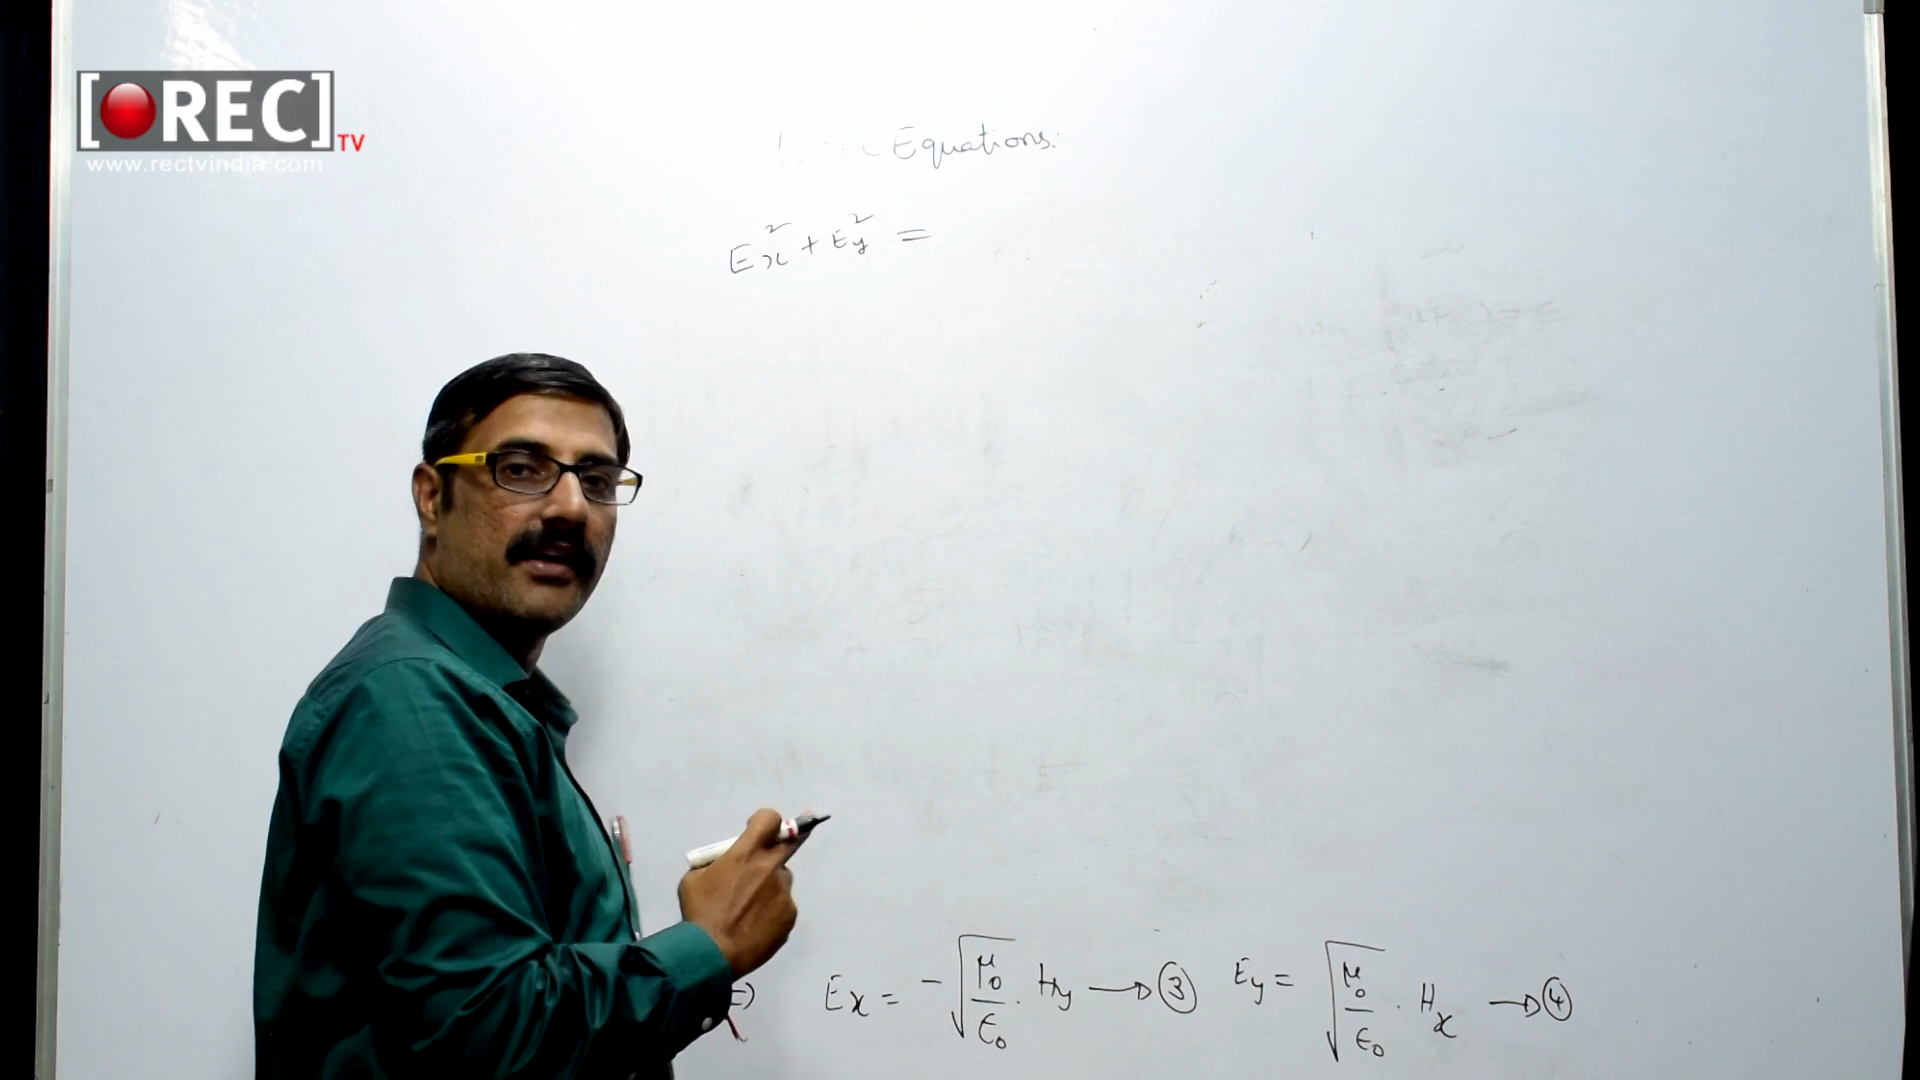 [REC]TV
www.rectvindia.com
Equations.
Ex² + Ey² =
Ex = - √(μ₀/ε₀) . Hy → ③ Ey = √(μ₀/ε₀) . Hx → ④